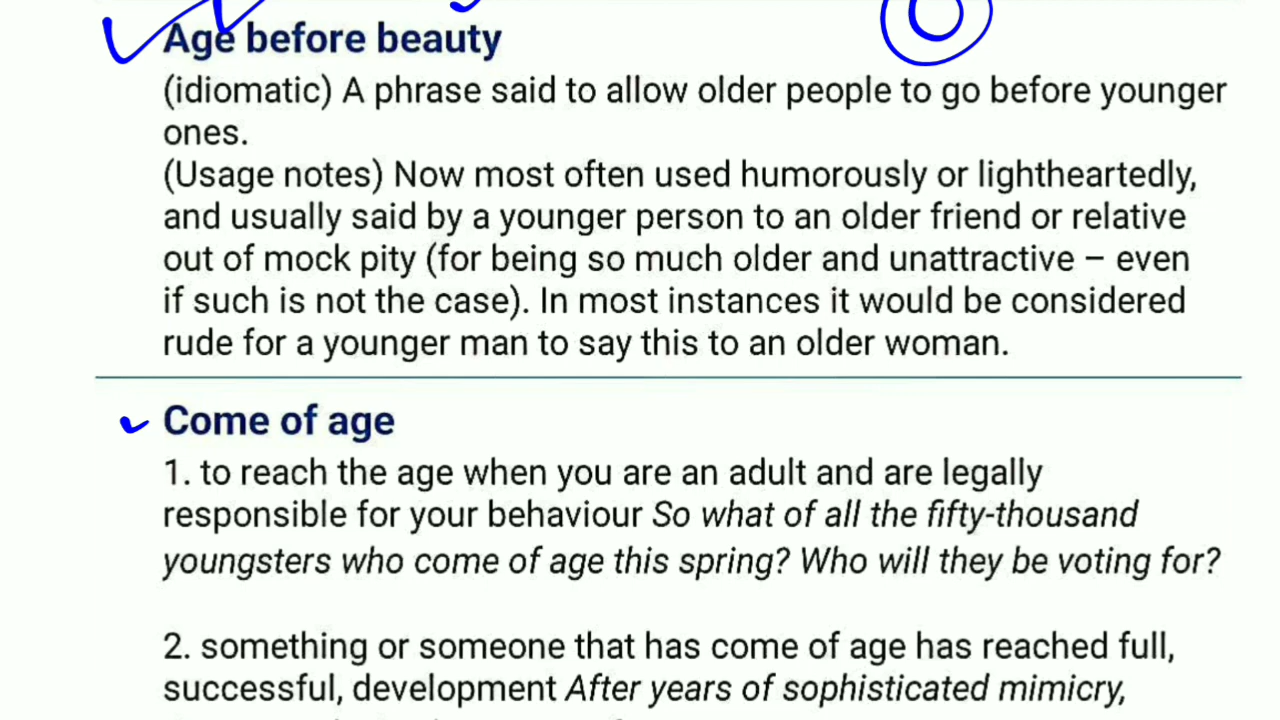 Age before beauty
(idiomatic) A phrase said to allow older people to go before younger
ones.
(Usage notes) Now most often used humorously or lightheartedly,
and usually said by a younger person to an older friend or relative
out of mock pity (for being so much older and unattractive – even
if such is not the case). In most instances it would be considered
rude for a younger man to say this to an older woman.
Come of age
1. to reach the age when you are an adult and are legally
responsible for your behaviour So what of all the fifty-thousand
youngsters who come of age this spring? Who will they be voting for?
2. something or someone that has come of age has reached full,
successful, development After years of sophisticated mimicry,